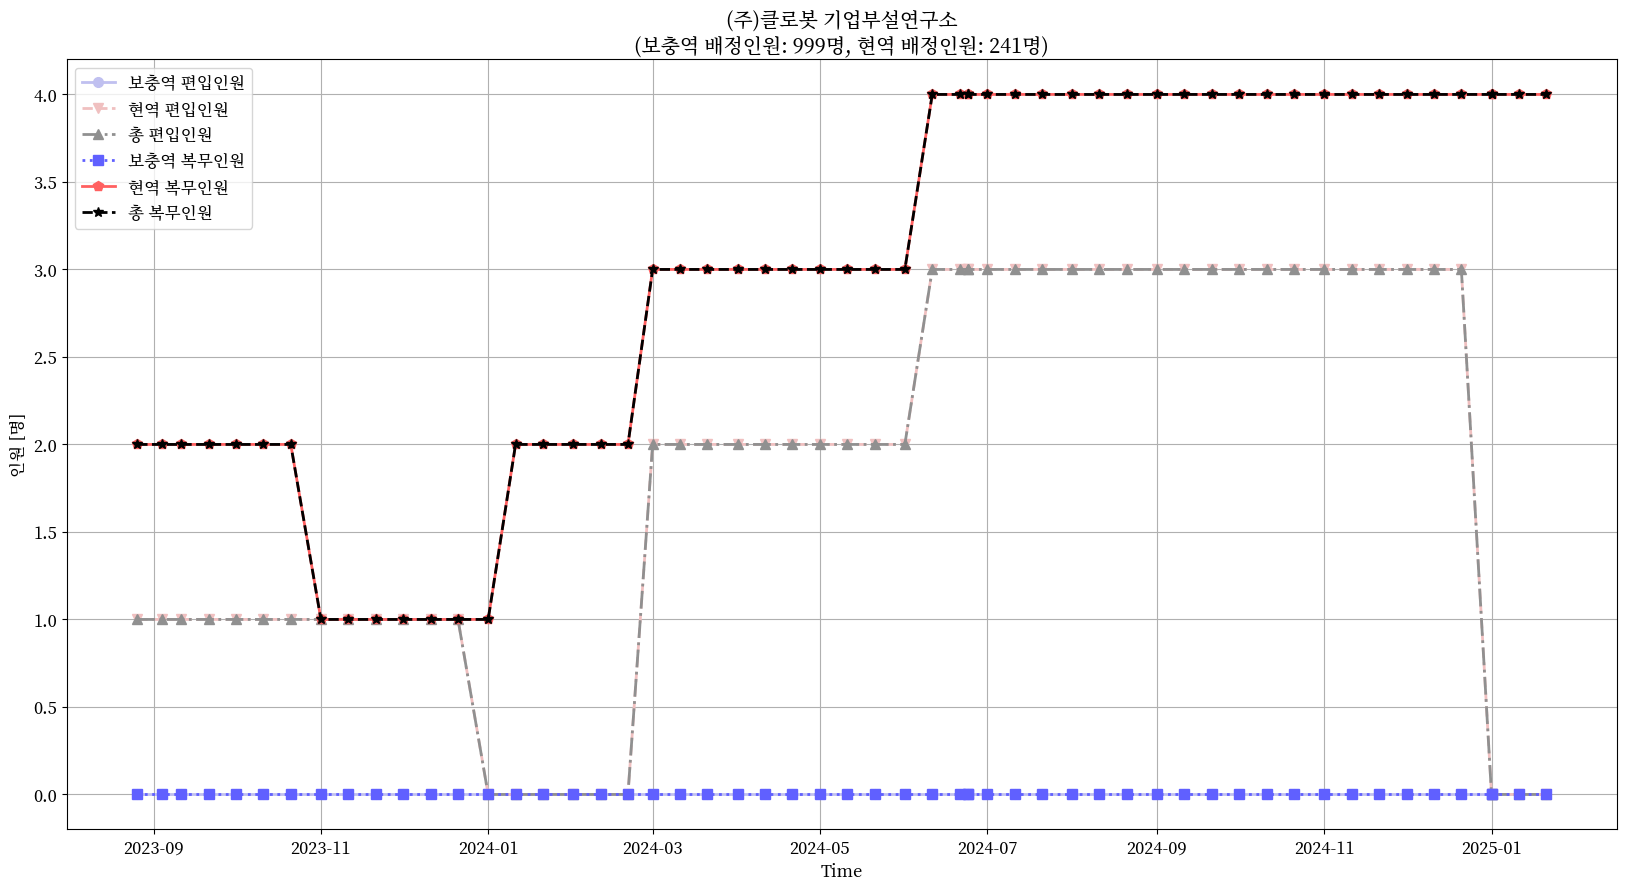 (주)클로봇 기업부설연구소
(보충역 배정인원: 999명, 현역 배정인원: 241명)
보충역 편입인원
현역 편입인원
총 편입인원
보충역 복무인원
현역 복무인원
총 복무인원
4.0
3.5
3.0
2.5
2.0
1.5
1.0
0.5
0.0
인원 [명]
2023-09 2023-11 2024-01 2024-03 2024-05 2024-07 2024-09 2024-11 2025-01
Time